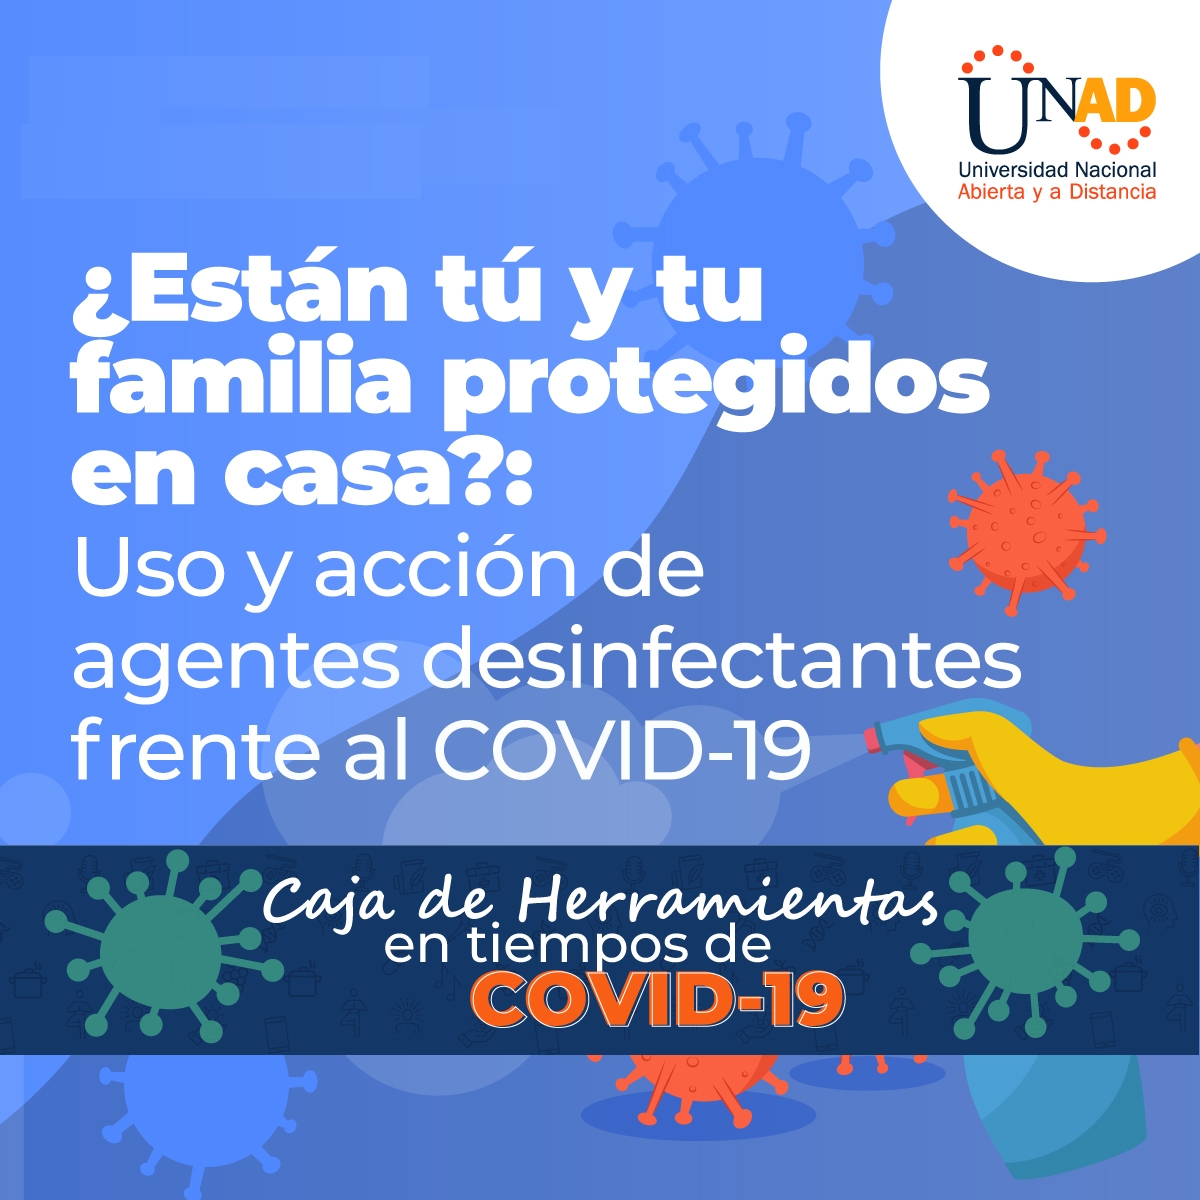 UNAD
Universidad Nacional
Abierta y a Distancia
¿Están tú y tu
familia protegidos
en casa?:
Uso y acción de
agentes desinfectantes
frente al COVID-19
Caja de Herramientas
en tiempos de
COVID-19